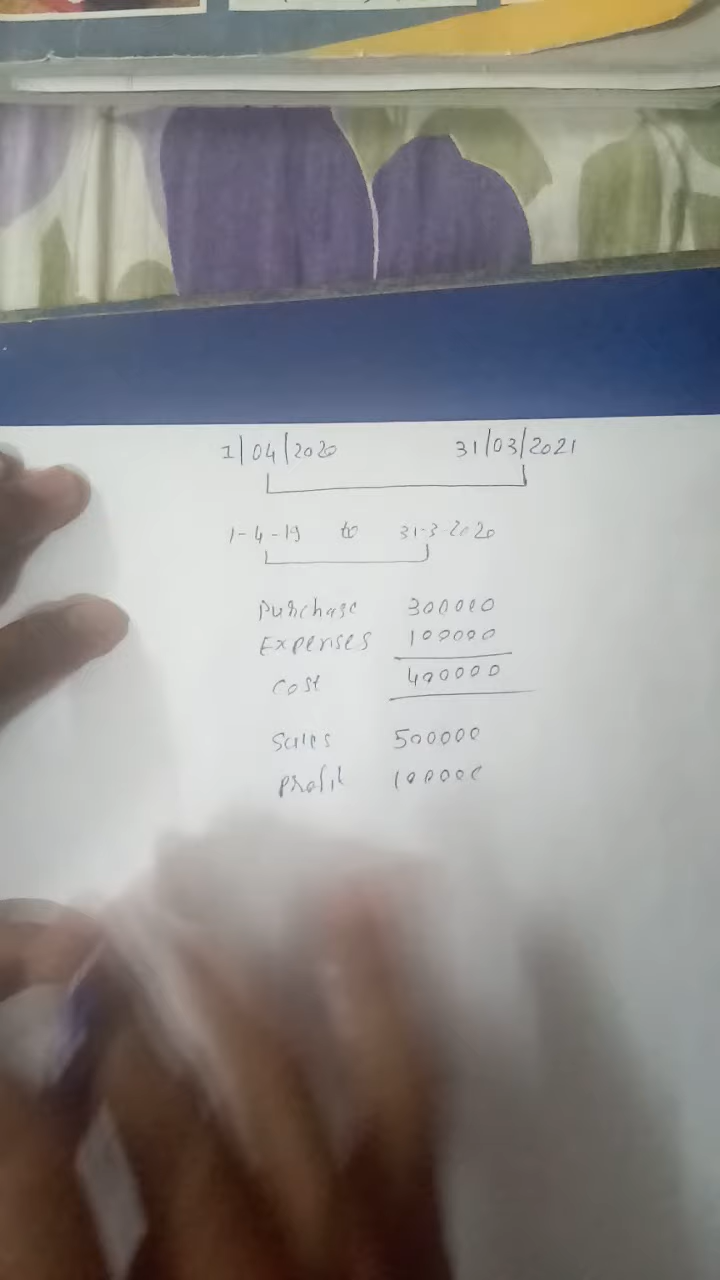 1/04/2020 31/03/2021
1-4-19 to 31-3-2020
Purchase 300000
Expenses 100000
Cost 400000
Sales 500000
Profit 100000